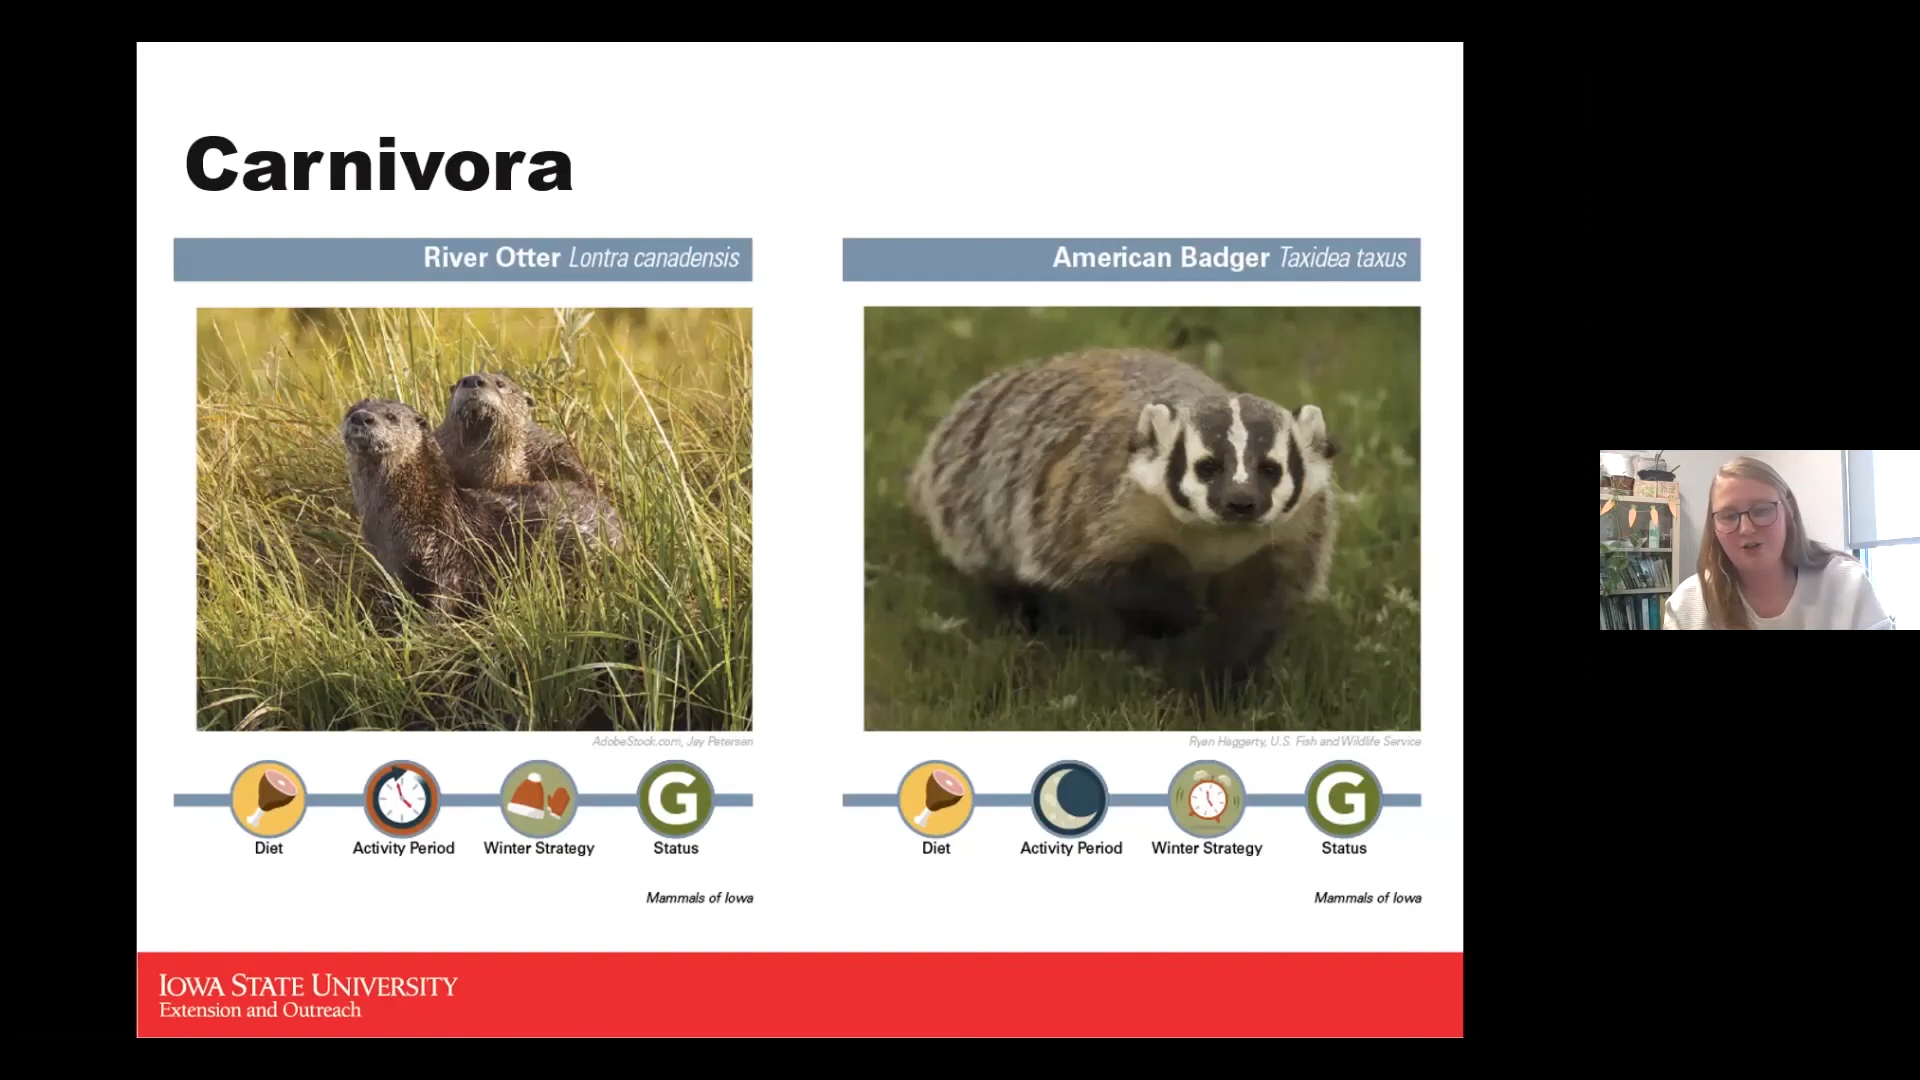 Carnivora
River Otter Lontra canadensis
American Badger Taxidea taxus
AdobeStock.com, Jay Petersen
Ryan Haggerty, U.S. Fish and Wildlife Service
Diet
Activity Period
Winter Strategy
G
Status
Diet
Activity Period
Winter Strategy
G
Status
Mammals of Iowa
Mammals of Iowa
IOWA STATE UNIVERSITY
Extension and Outreach